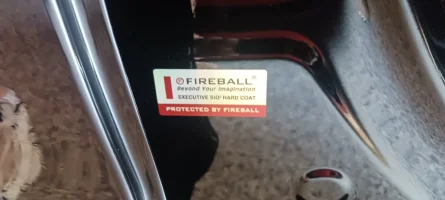 FIREBALL®
Beyond Your Imagination
EXECUTIVE SIO² HARD COAT
PROTECTED BY FIREBALL